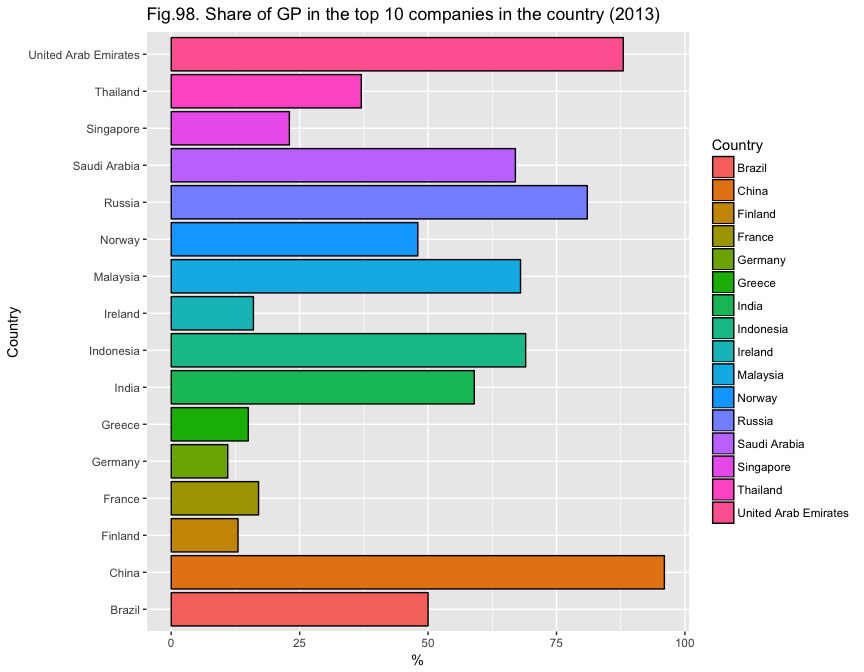 Fig.98. Share of GP in the top 10 companies in the country (2013)
United Arab Emirates
Thailand
Singapore
Saudi Arabia
Russia
Norway
Malaysia
Ireland
Indonesia
India
Greece
Germany
France
Finland
China
Brazil
Country
0 25 50 75 100
%
Country
Brazil
China
Finland
France
Germany
Greece
India
Indonesia
Ireland
Malaysia
Norway
Russia
Saudi Arabia
Singapore
Thailand
United Arab Emirates